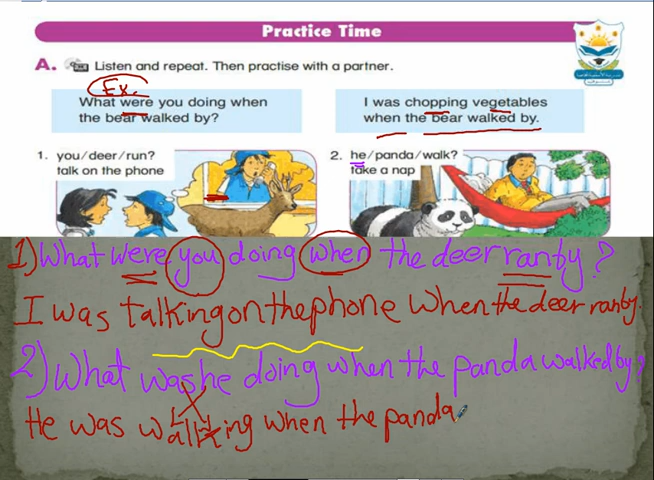 Practice Time
A. Listen and repeat. Then practise with a partner.
Ex.
What were you doing when
the bear walked by?
I was chopping vegetables
when the bear walked by.
1. you/deer/run?
talk on the phone
2. he/panda/walk?
take a nap
1) What were you doing when the deer ran by?
I was talking on the phone when the deer ran by.
2) What was he doing when the panda walked by?
He was walking when the panda